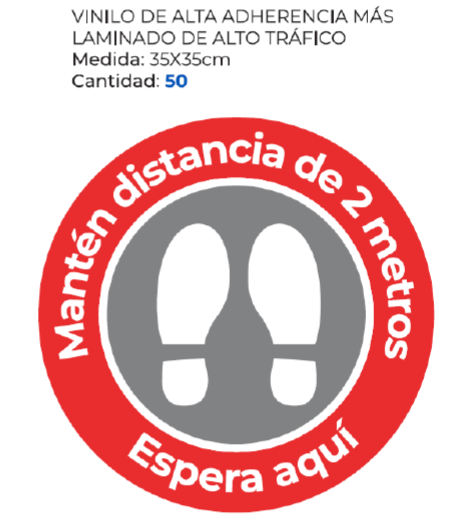 VINILO DE ALTA ADHERENCIA MÁS
LAMINADO DE ALTO TRÁFICO
Medida: 35X35cm
Cantidad: 50
Mantén distancia de 2 metros
Espera aquí